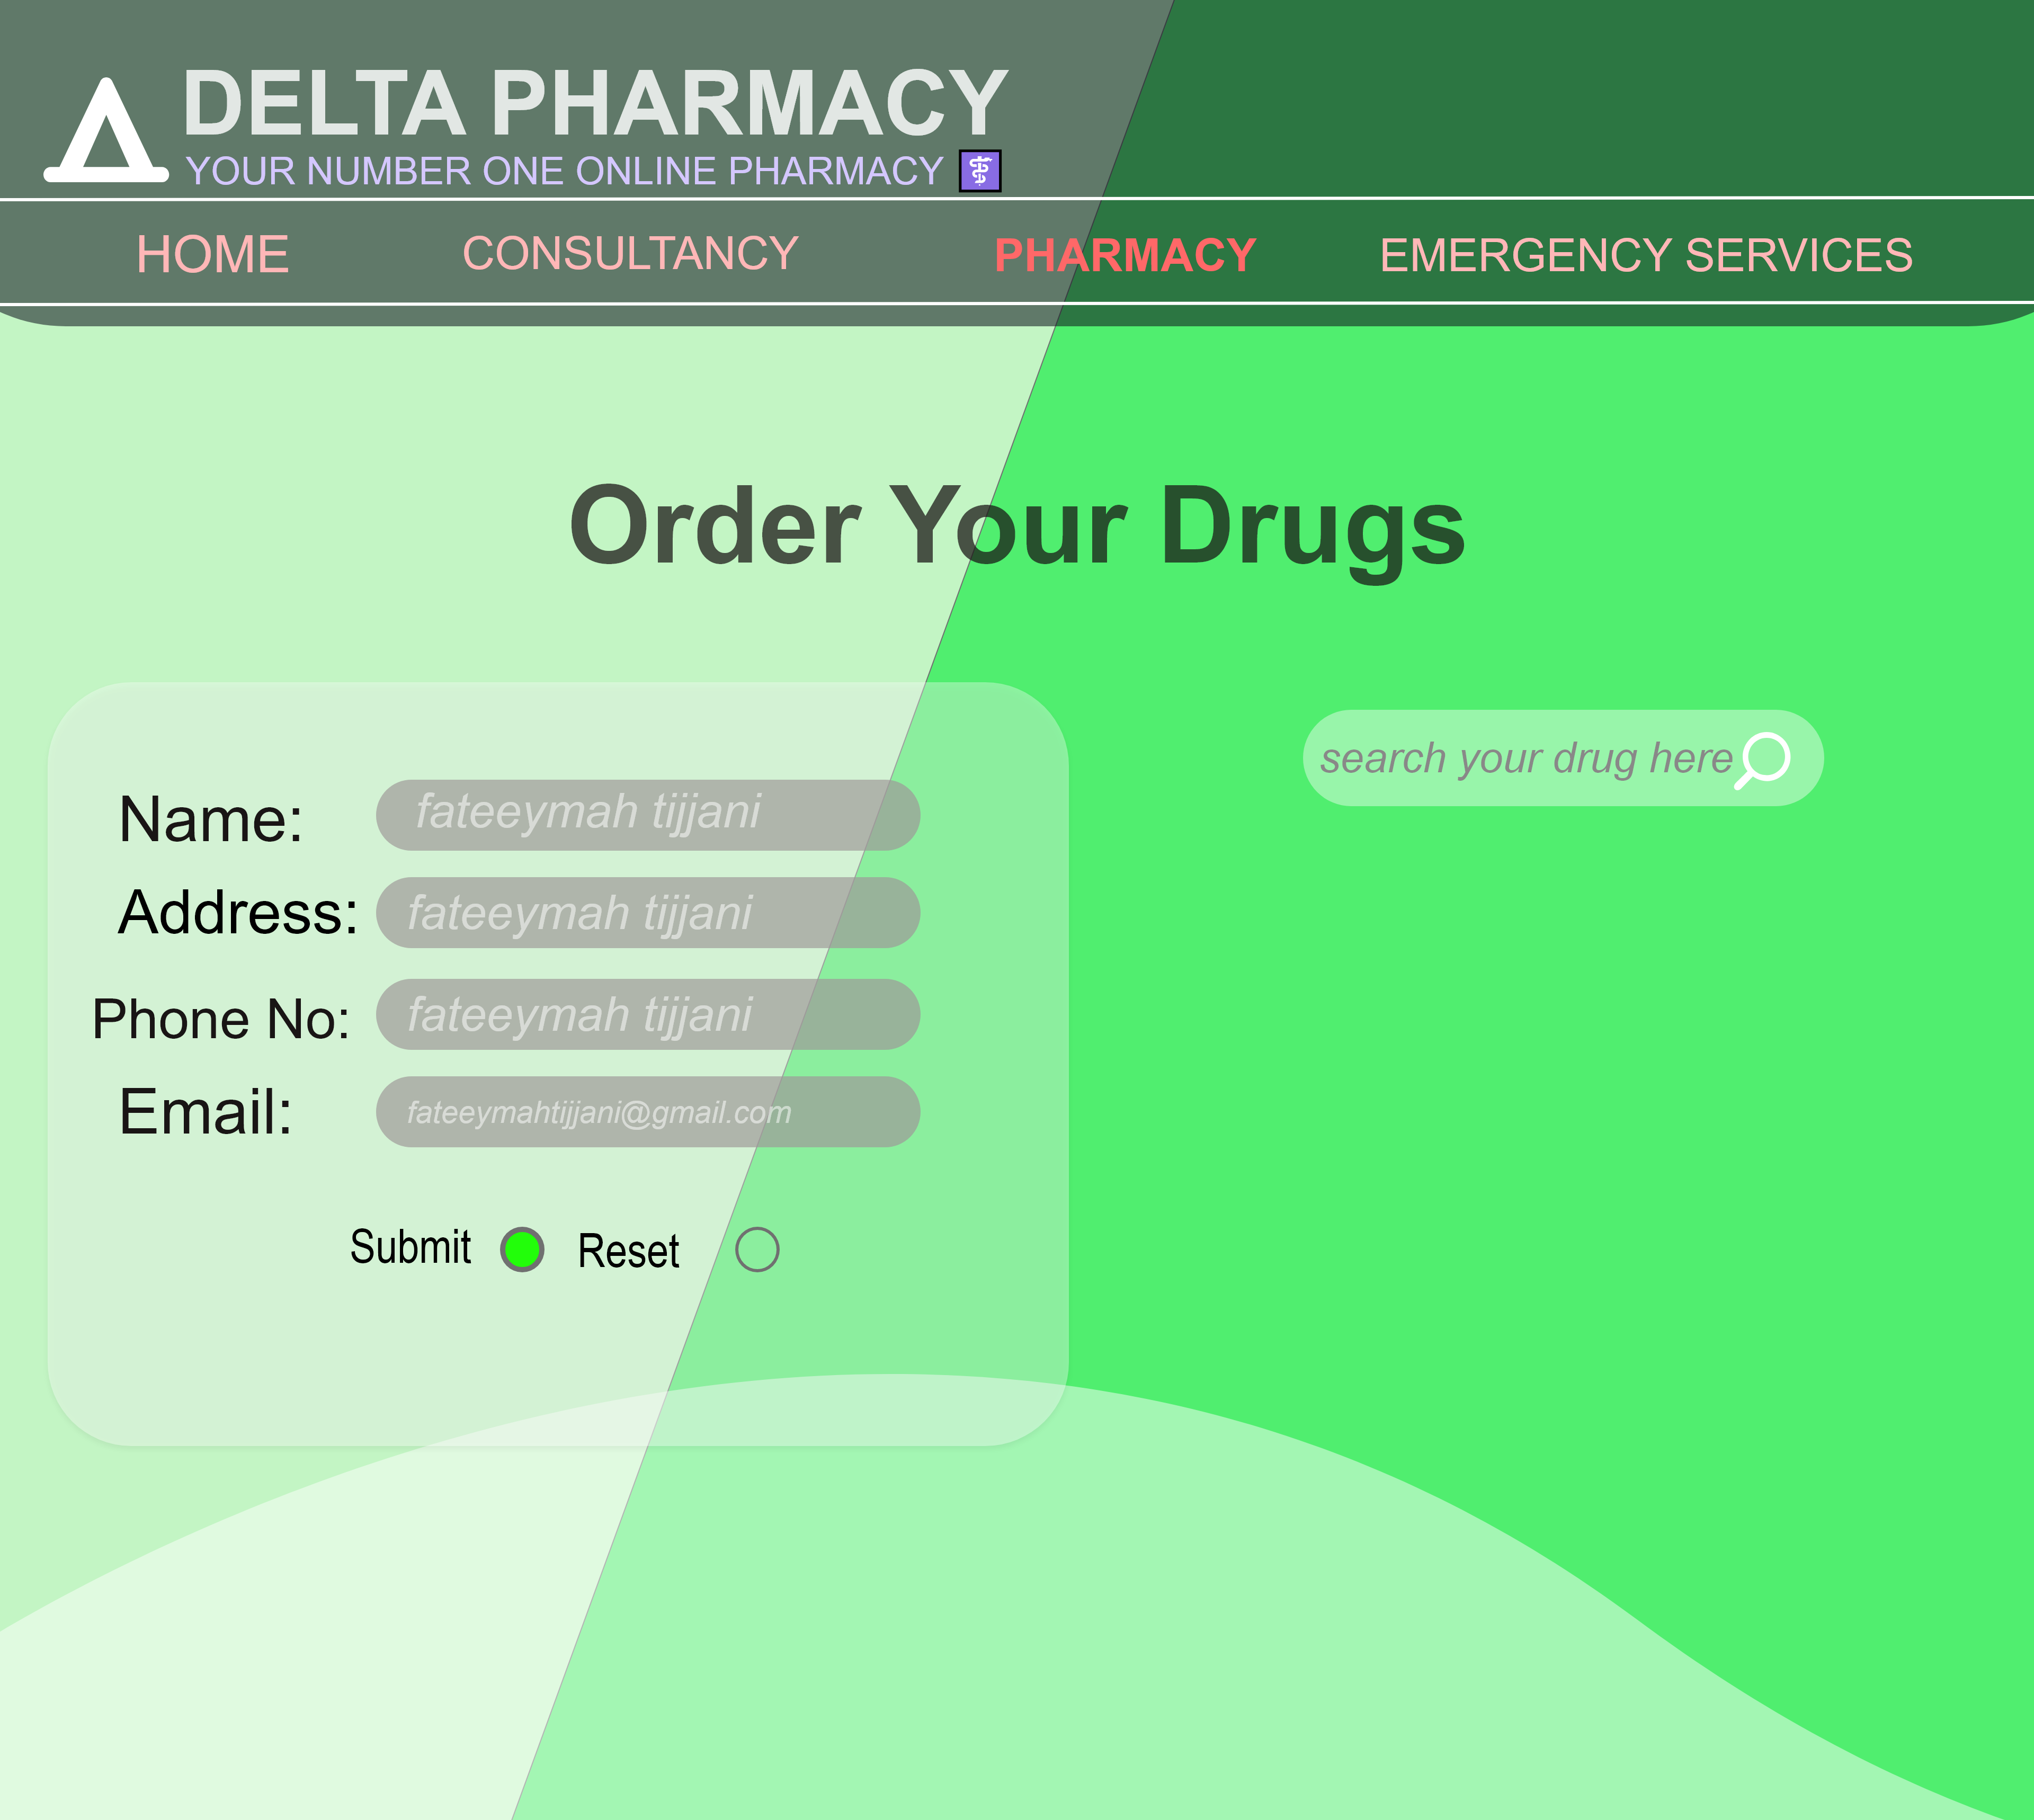 DELTA PHARMACY
YOUR NUMBER ONE ONLINE PHARMACY
HOME CONSULTANCY PHARMACY EMERGENCY SERVICES
Order Your Drugs
search your drug here
Name: fateeymah tijjani
Address: fateeymah tijjani
Phone No: fateeymah tijjani
Email: fateeymahtijjani@gmail.com
Submit Reset